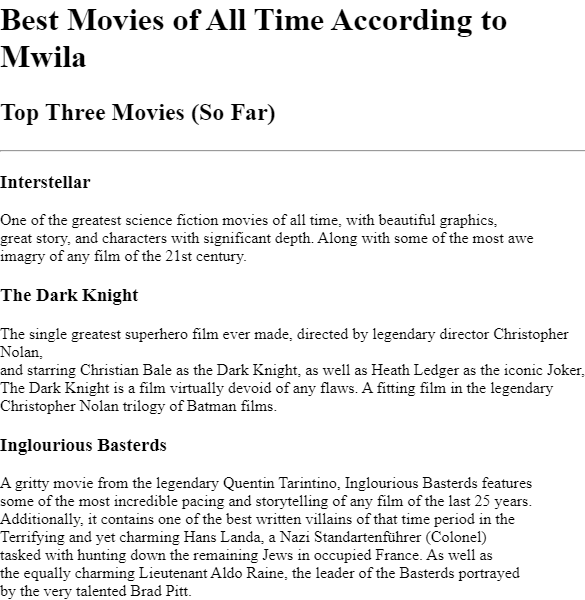 Best Movies of All Time According to
Mwila
Top Three Movies (So Far)
Interstellar
One of the greatest science fiction movies of all time, with beautiful graphics,
great story, and characters with significant depth. Along with some of the most awe
imagry of any film of the 21st century.
The Dark Knight
The single greatest superhero film ever made, directed by legendary director Christopher
Nolan,
and starring Christian Bale as the Dark Knight, as well as Heath Ledger as the iconic Joker,
The Dark Knight is a film virtually devoid of any flaws. A fitting film in the legendary
Christopher Nolan trilogy of Batman films.
Inglourious Basterds
A gritty movie from the legendary Quentin Tarintino, Inglourious Basterds features
some of the most incredible pacing and storytelling of any film of the last 25 years.
Additionally, it contains one of the best written villains of that time period in the
Terrifying and yet charming Hans Landa, a Nazi Standartenführer (Colonel)
tasked with hunting down the remaining Jews in occupied France. As well as
the equally charming Lieutenant Aldo Raine, the leader of the Basterds portrayed
by the very talented Brad Pitt.